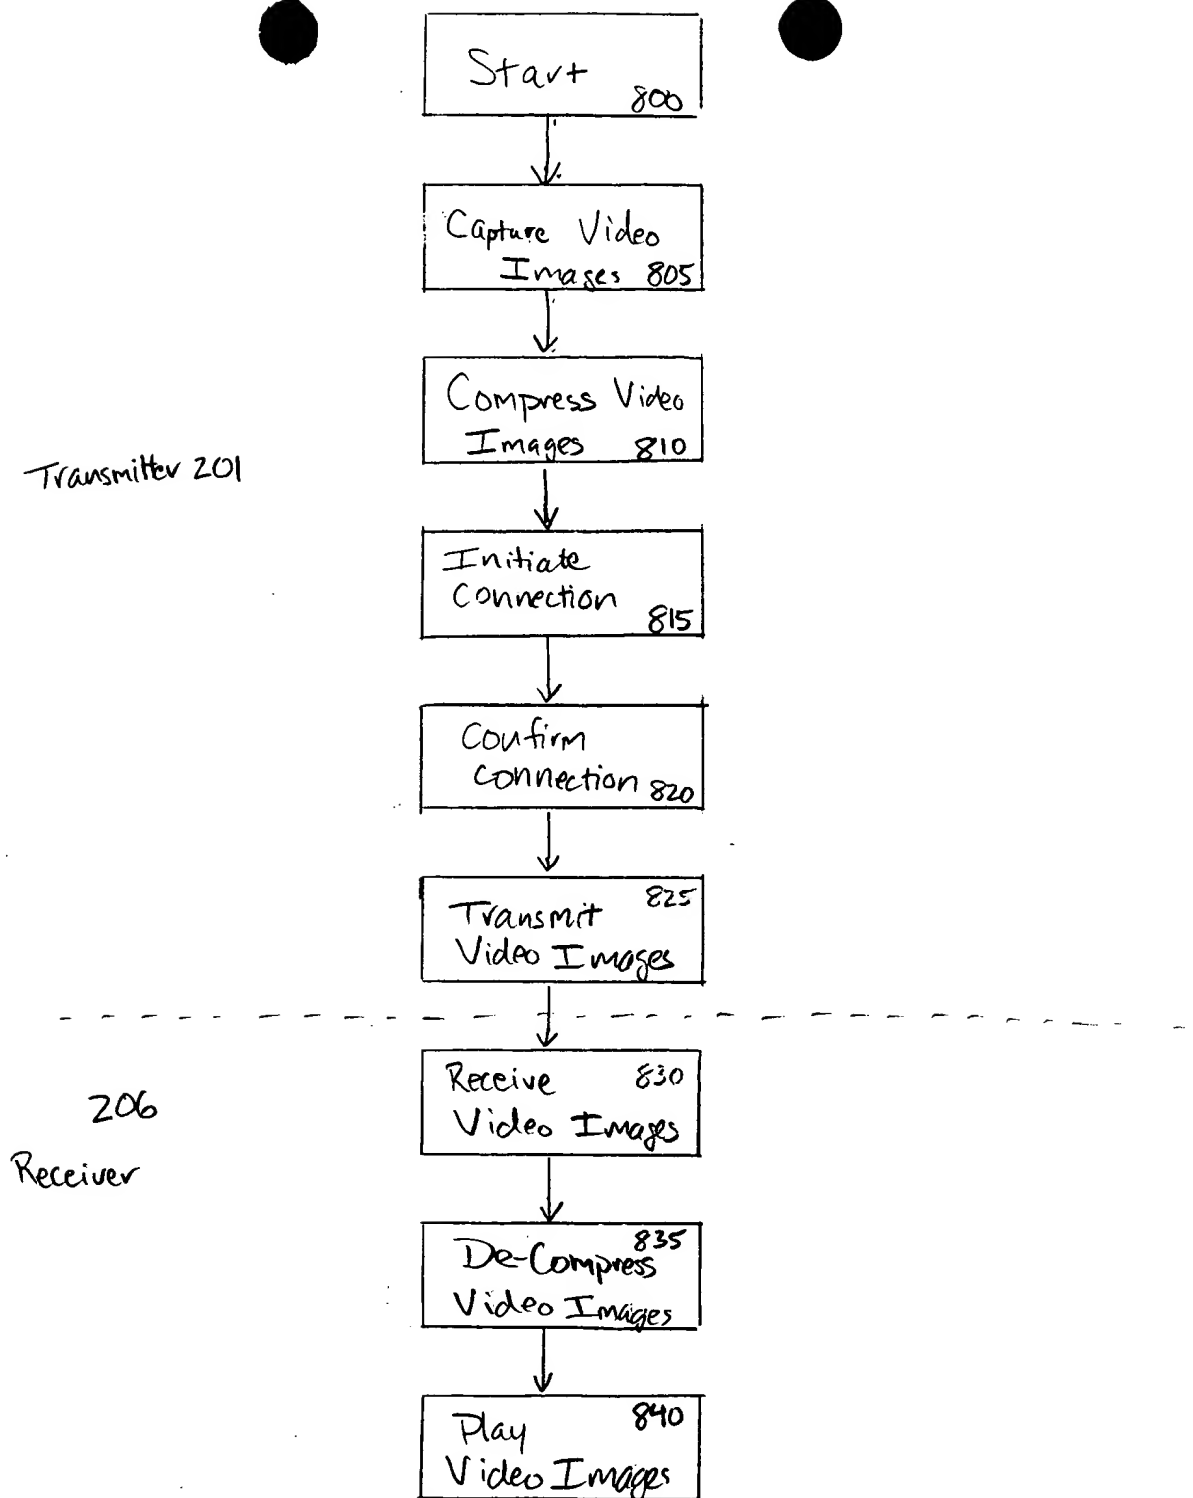 Start
800
Capture Video
Images 805
Compress Video
Images 810
Transmitter 201
Initiate
Connection
815
Confirm
Connection 820
825
Transmit
Video Images
Receive 830
Video Images
206
Receiver
835
De-Compress
Video Images
Play 840
Video Images